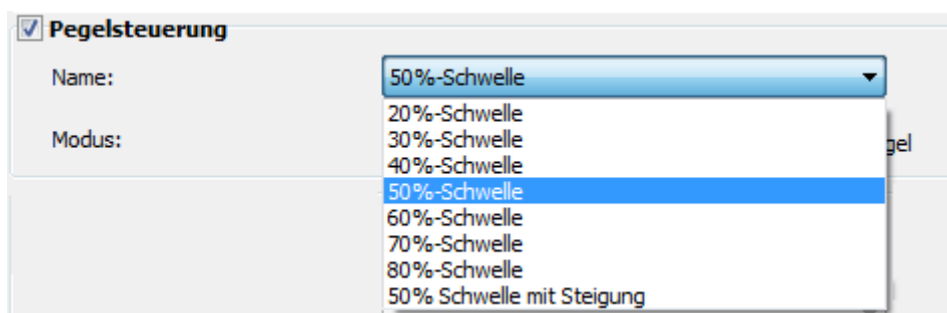 Pegelsteuerung
Name:
50%-Schwelle
20%-Schwelle
Modus:
30%-Schwelle
gel
40%-Schwelle
50%-Schwelle
60%-Schwelle
70%-Schwelle
80%-Schwelle
50% Schwelle mit Steigung